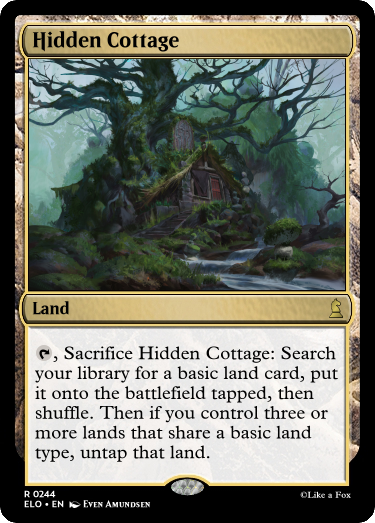 Hidden Cottage
Land
, Sacrifice Hidden Cottage: Search
your library for a basic land card, put
it onto the battlefield tapped, then
shuffle. Then if you control three or
more lands that share a basic land
type, untap that land.
R 0244
ELO • EN Even Amundsen
©Like a Fox